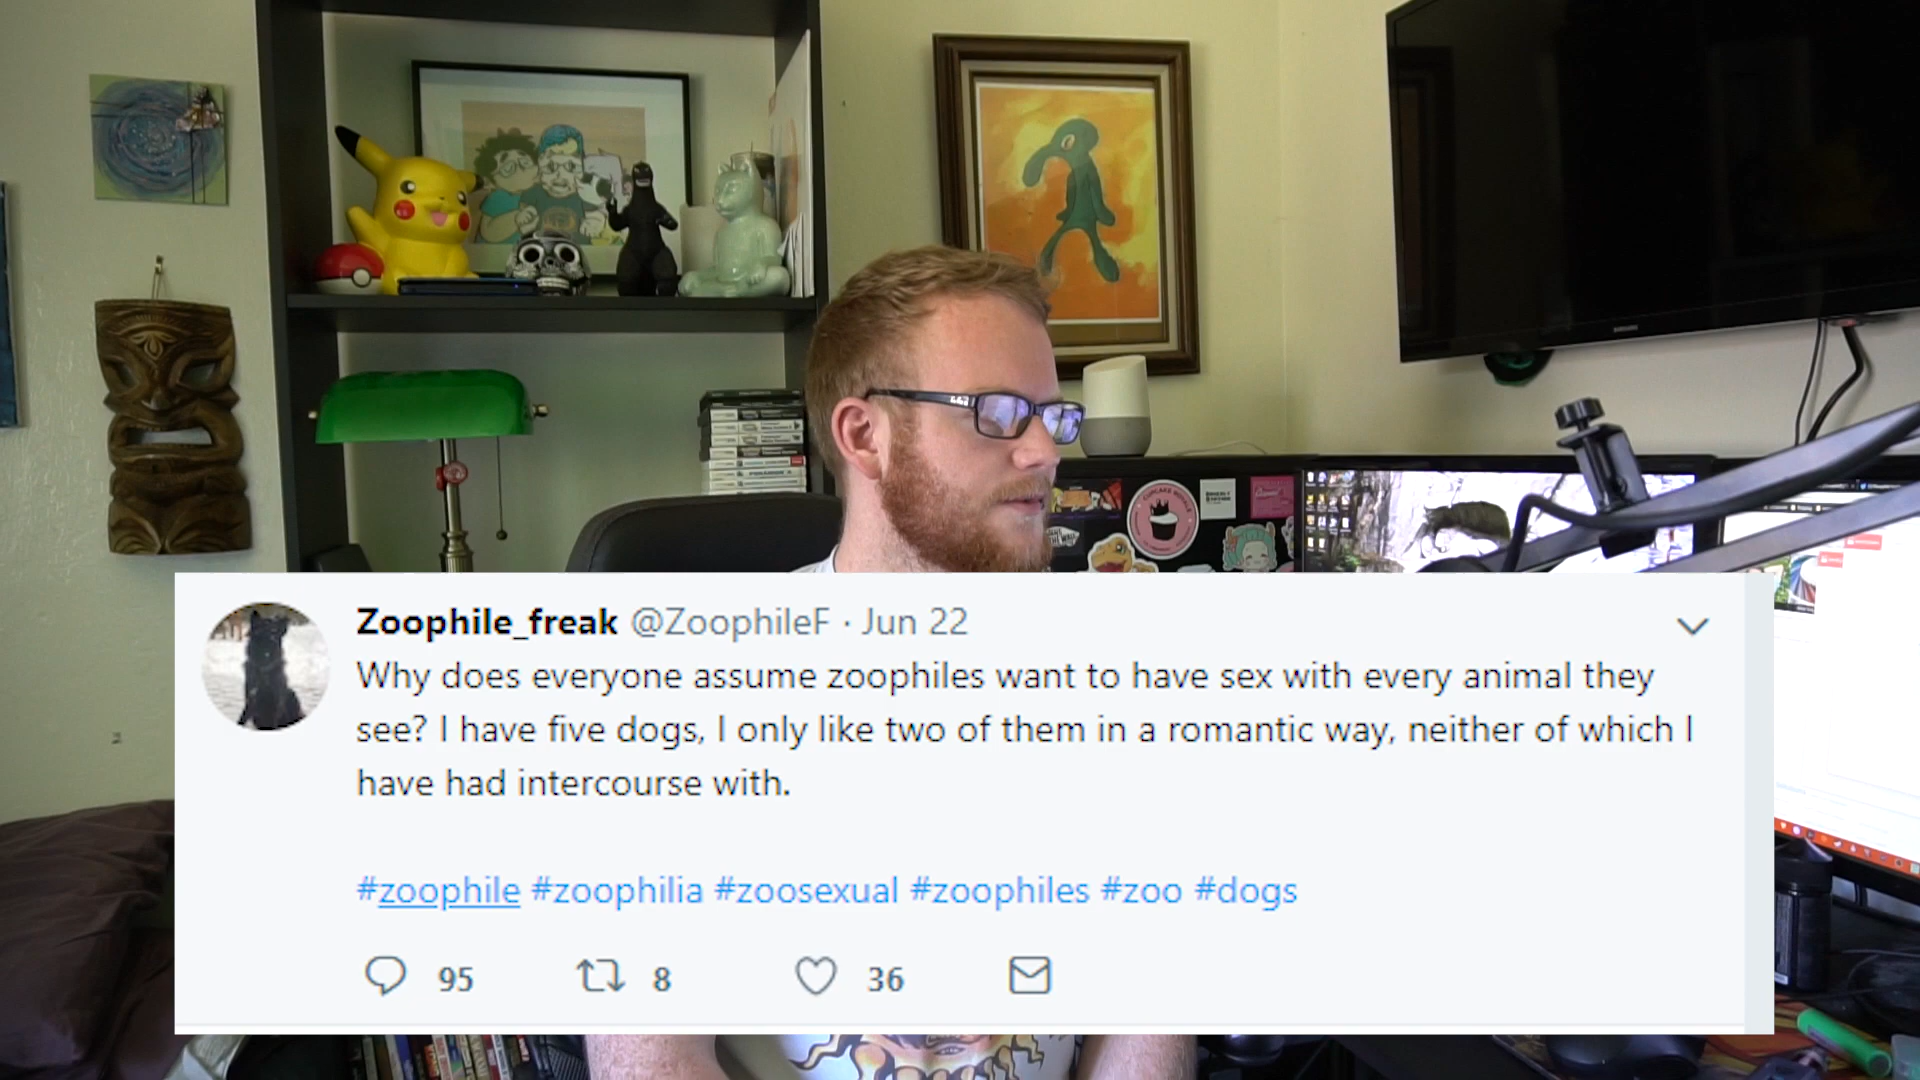 SAMSUNG
CUPCAKE
Zoophile_freak @ZoophileF · Jun 22
Why does everyone assume zoophiles want to have sex with every animal they
see? I have five dogs, I only like two of them in a romantic way, neither of which I
have had intercourse with.
#zoophile #zoophilia #zoosexual #zoophiles #zoo #dogs
95 8 36